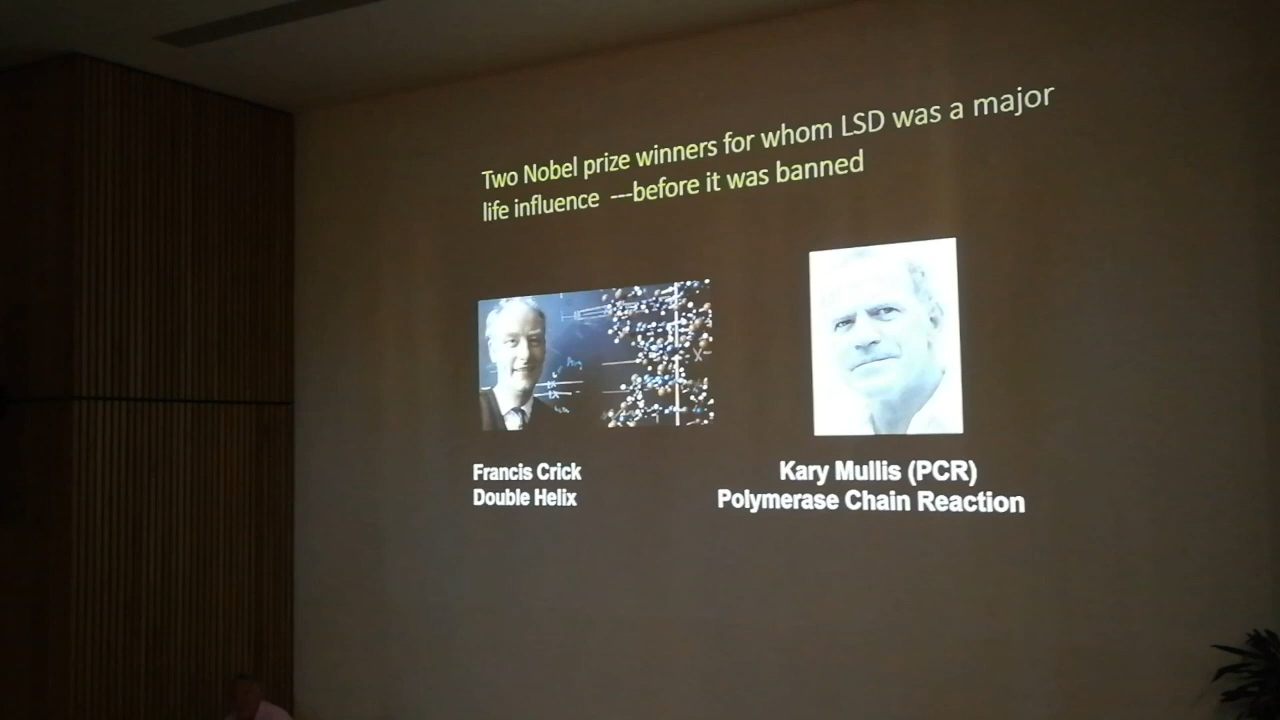 Two Nobel prize winners for whom LSD was a major
life influence ---before it was banned
Francis Crick
Double Helix
Kary Mullis (PCR)
Polymerase Chain Reaction